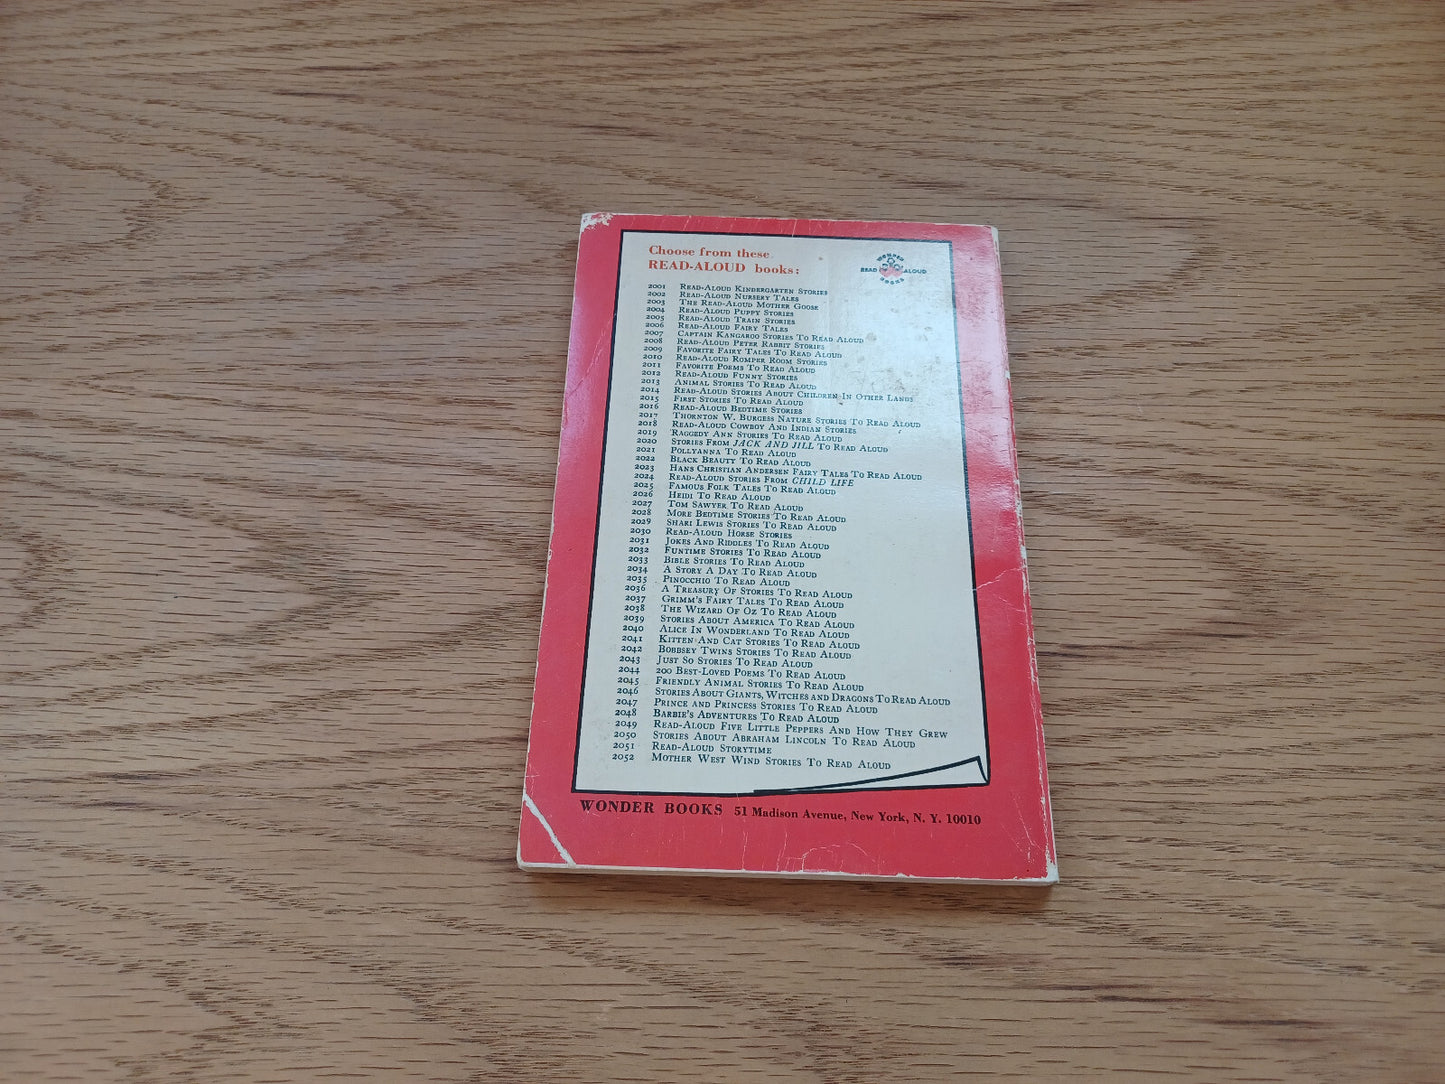 Choose from these
READ-ALOUD books:
WONDER
READ ALOUD
BOOKS
2001 READ-ALOUD KINDERGARTEN STORIES
2002 READ-ALOUD NURSERY TALES
2003 THE READ-ALOUD MOTHER GOOSE
2004 READ-ALOUD PUPPY STORIES
2005 READ-ALOUD TRAIN STORIES
2006 READ-ALOUD FAIRY TALES
2007 CAPTAIN KANGAROO STORIES TO READ ALOUD
2008 READ-ALOUD PETER RABBIT STORIES
2009 FAVORITE FAIRY TALES TO READ ALOUD
2010 READ-ALOUD ROMPER ROOM STORIES
2011 FAVORITE POEMS TO READ ALOUD
2012 READ-ALOUD FUNNY STORIES
2013 ANIMAL STORIES TO READ ALOUD
2014 READ-ALOUD STORIES ABOUT CHILDREN IN OTHER LANDS
2015 FIRST STORIES TO READ ALOUD
2016 READ-ALOUD BEDTIME STORIES
2017 THORNTON W. BURGESS NATURE STORIES TO READ ALOUD
2018 READ-ALOUD COWBOY AND INDIAN STORIES
2019 RAGGEDY ANN STORIES TO READ ALOUD
2020 STORIES FROM JACK AND JILL TO READ ALOUD
2021 POLLYANNA TO READ ALOUD
2022 BLACK BEAUTY TO READ ALOUD
2023 HANS CHRISTIAN ANDERSEN FAIRY TALES TO READ ALOUD
2024 READ-ALOUD STORIES FROM CHILD LIFE
2025 FAMOUS FOLK TALES TO READ ALOUD
2026 HEIDI TO READ ALOUD
2027 TOM SAWYER TO READ ALOUD
2028 MORE BEDTIME STORIES TO READ ALOUD
2029 SHARI LEWIS STORIES TO READ ALOUD
2030 READ-ALOUD HORSE STORIES
2031 JOKES AND RIDDLES TO READ ALOUD
2032 FUNTIME STORIES TO READ ALOUD
2033 BIBLE STORIES TO READ ALOUD
2034 A STORY A DAY TO READ ALOUD
2035 PINOCCHIO TO READ ALOUD
2036 A TREASURY OF STORIES TO READ ALOUD
2037 GRIMM'S FAIRY TALES TO READ ALOUD
2038 THE WIZARD OF OZ TO READ ALOUD
2039 STORIES ABOUT AMERICA TO READ ALOUD
2040 ALICE IN WONDERLAND TO READ ALOUD
2041 KITTEN AND CAT STORIES TO READ ALOUD
2042 BOBBSEY TWINS STORIES TO READ ALOUD
2043 JUST SO STORIES TO READ ALOUD
2044 200 BEST-LOVED POEMS TO READ ALOUD
2045 FRIENDLY ANIMAL STORIES TO READ ALOUD
2046 STORIES ABOUT GIANTS, WITCHES AND DRAGONS TO READ ALOUD
2047 PRINCE AND PRINCESS STORIES TO READ ALOUD
2048 BARBIE'S ADVENTURES TO READ ALOUD
2049 READ-ALOUD FIVE LITTLE PEPPERS AND HOW THEY GREW
2050 STORIES ABOUT ABRAHAM LINCOLN TO READ ALOUD
2051 READ-ALOUD STORYTIME
2052 MOTHER WEST WIND STORIES TO READ ALOUD
WONDER BOOKS 51 Madison Avenue, New York, N. Y. 10010